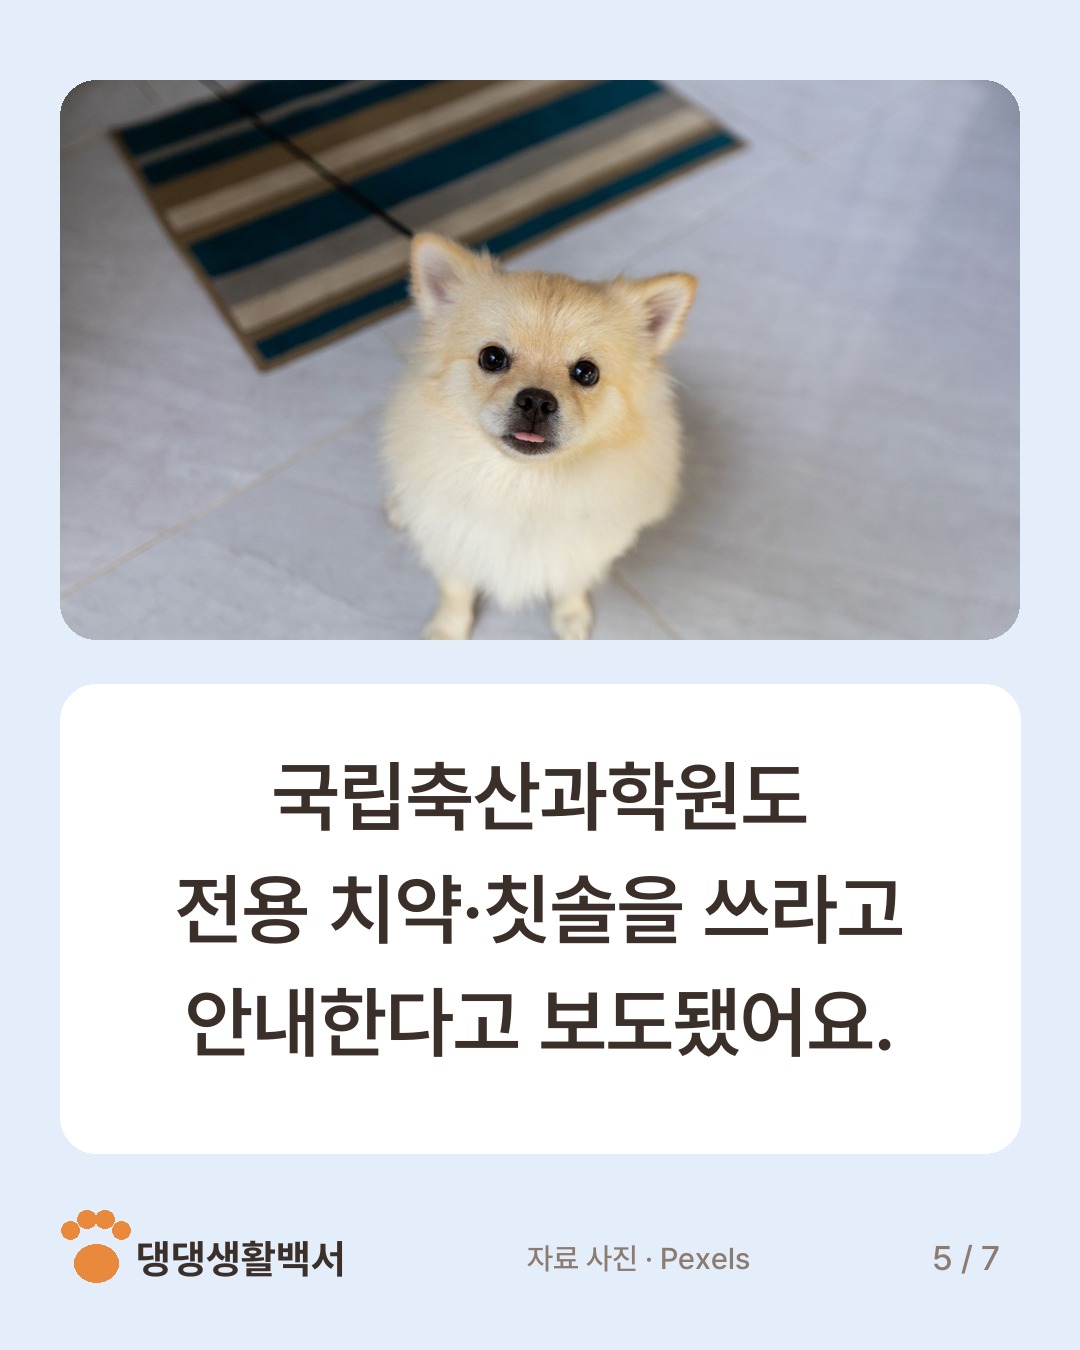 국립축산과학원도
전용 치약·칫솔을 쓰라고
안내한다고 보도됐어요.
댕댕생활백서
자료 사진 · Pexels
5 / 7